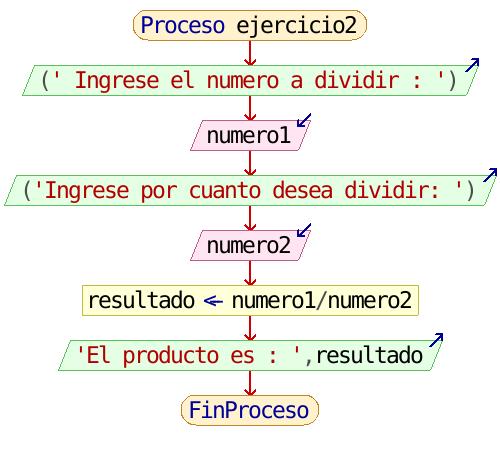 Proceso ejercicio2
(' Ingrese el numero a dividir : ')
numero1
('Ingrese por cuanto desea dividir: ')
numero2
resultado <- numero1/numero2
'El producto es : ',resultado
FinProceso